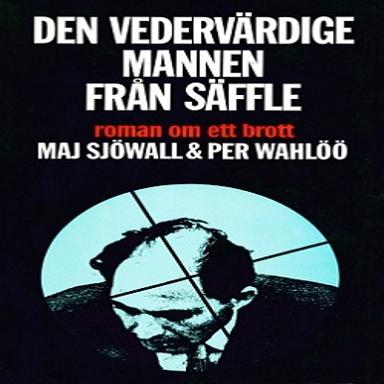 DEN VEDERVÄRDIGE
MANNEN
FRÅN SÄFFLE
roman om ett brott
MAJ SJÖWALL & PER WAHLÖÖ